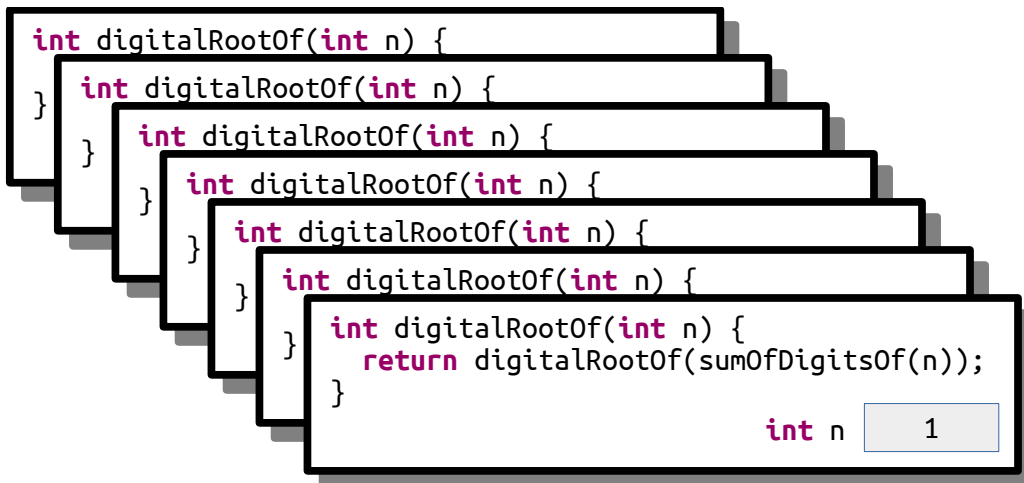 int digitalRootOf(int n) {
}
int digitalRootOf(int n) {
}
int digitalRootOf(int n) {
}
int digitalRootOf(int n) {
}
int digitalRootOf(int n) {
}
int digitalRootOf(int n) {
}
int digitalRootOf(int n) {
return digitalRootOf(sumOfDigitsOf(n));
}
int n 1